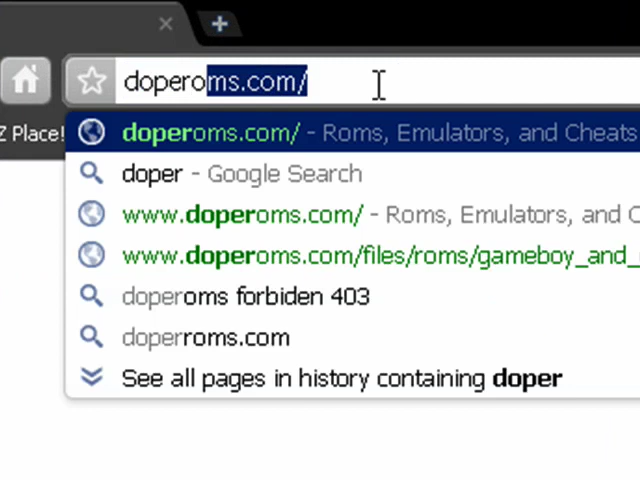 doperoms.com/
Z Place!
doperoms.com/ - Roms, Emulators, and Cheats
doper - Google Search
www.doperoms.com/ - Roms, Emulators, and C
www.doperoms.com/files/roms/gameboy_and_
doperoms forbiden 403
doperroms.com
See all pages in history containing doper